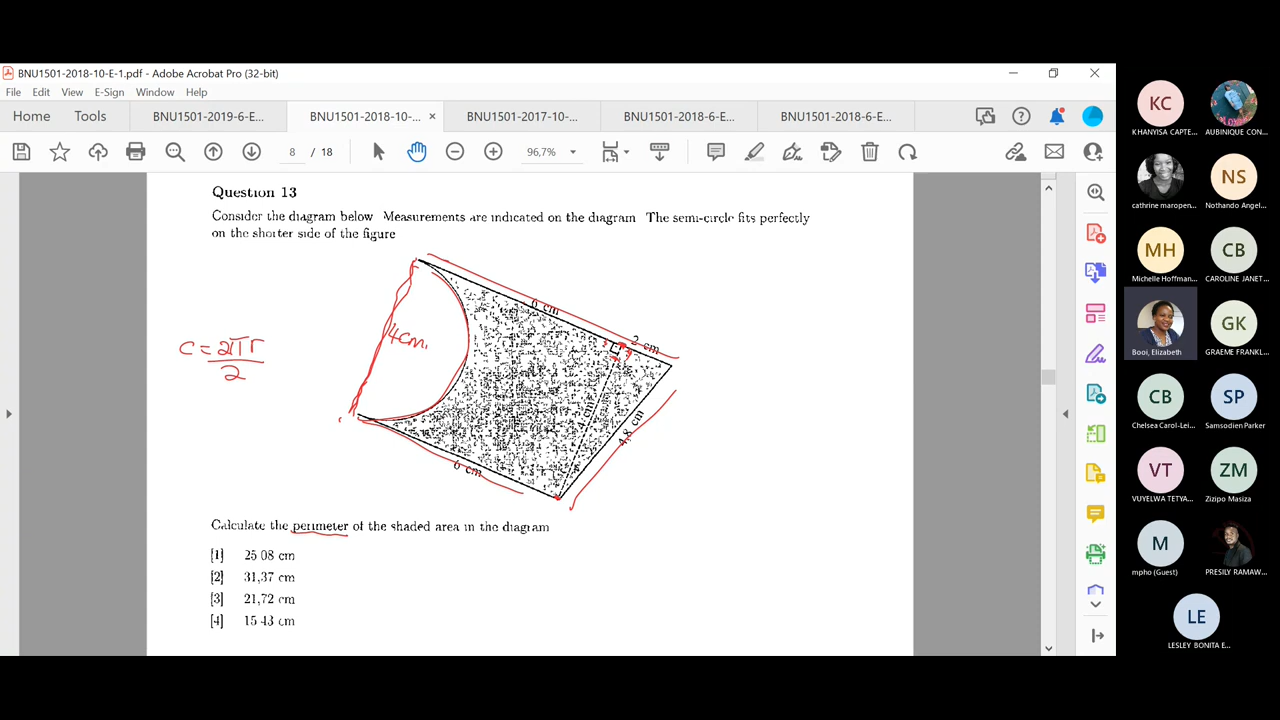 BNU1501-2018-10-E-1.pdf - Adobe Acrobat Pro (32-bit)
File Edit View E-Sign Window Help
Home Tools BNU1501-2019-6-E... BNU1501-2018-10-... × BNU1501-2017-10-... BNU1501-2018-6-E... BNU1501-2018-6-E...
8 / 18 96,7%
Question 13
Consider the diagram below Measurements are indicated on the diagram The semi-circle fits perfectly
on the shorter side of the figure
6 cm
2 cm
4cm.
C = 2πr
2
4,8 cm
6 cm
Calculate the perimeter of the shaded area in the diagram
[1] 25 08 cm
[2] 31,37 cm
[3] 21,72 cm
[4] 15 43 cm
KC
KHANYISA CAPTE...
AUBINIQUE CON...
cathrine maropen...
NS
Nothando Angel...
MH
Michelle Hoffman...
CB
CAROLINE JANET...
Booi, Elizabeth
GK
GRAEME FRANKL...
CB
Chelsea Carol-Lei...
SP
Samsodien Parker
VT
VUYELWA TETYA...
ZM
Zizipo Masiza
M
mpho (Guest)
PRESILY RAMAW...
LE
LESLEY BONITA E...